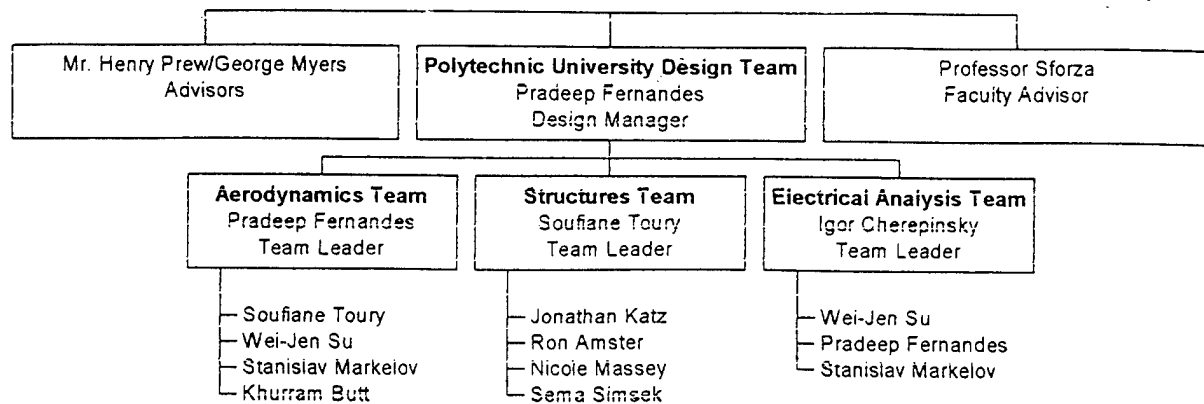 Mr. Henry Prew/George Myers
Advisors
Polytechnic University Design Team
Pradeep Fernandes
Design Manager
Professor Sforza
Facuity Advisor
Aerodynamics Team
Pradeep Fernandes
Team Leader
Soufiane Toury
Wei-Jen Su
Stanislav Markelov
Khurram Butt
Structures Team
Soufiane Toury
Team Leader
Jonathan Katz
Ron Amster
Nicole Massey
Sema Simsek
Electrical Analysis Team
Igor Cherepinsky
Team Leader
Wei-Jen Su
Pradeep Fernandes
Stanislav Markelov